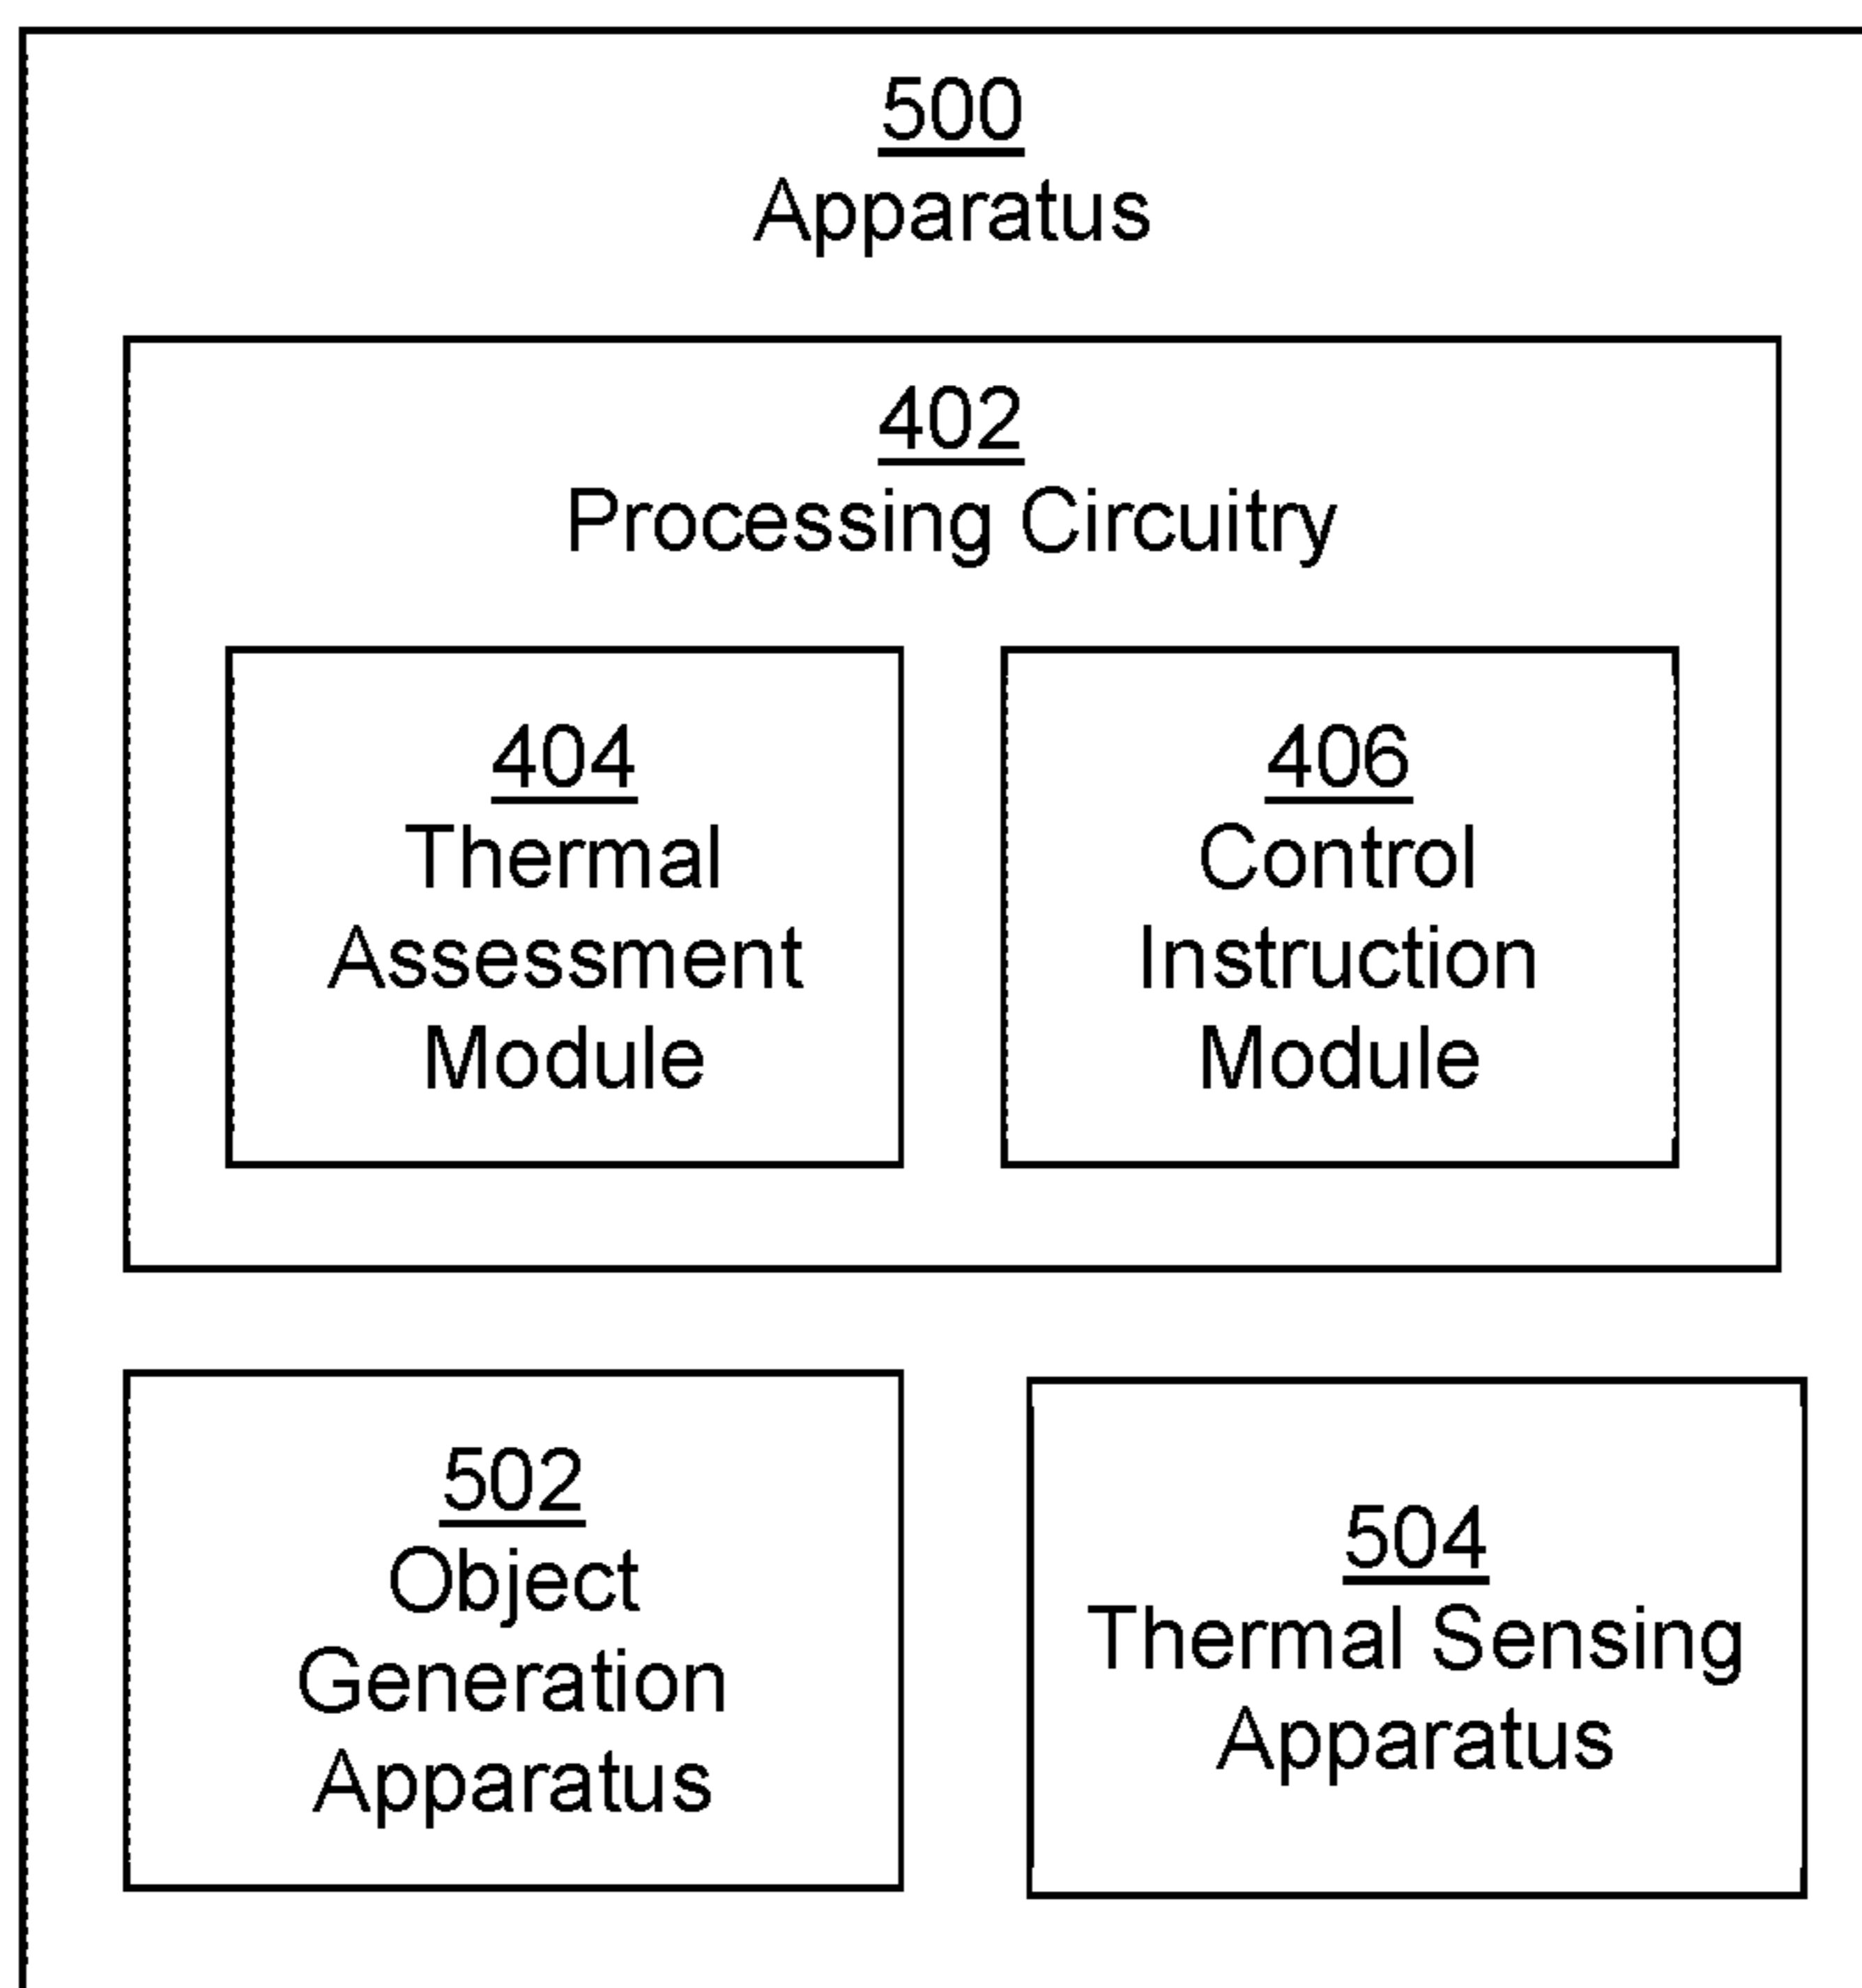 500
Apparatus
402
Processing Circuitry
404
Thermal
Assessment
Module
406
Control
Instruction
Module
502
Object
Generation
Apparatus
504
Thermal Sensing
Apparatus